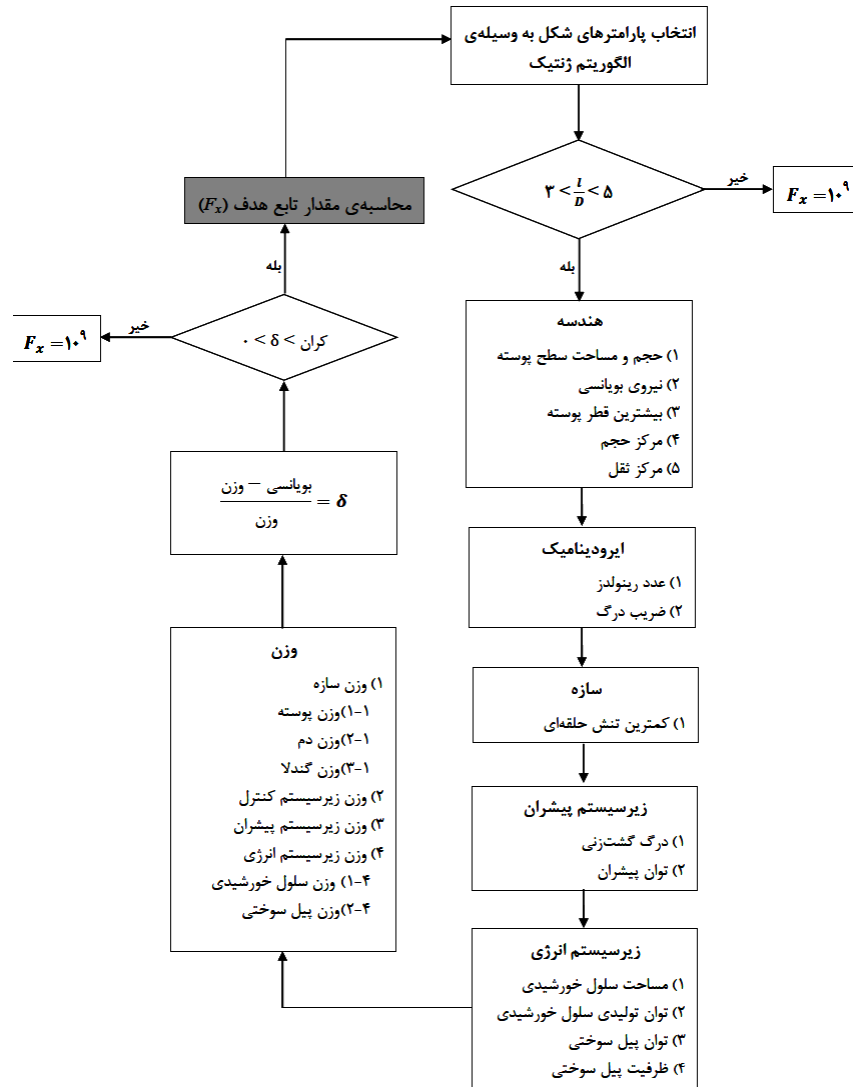 انتخاب پارامترهای شکل به وسیله‌ی
الگوریتم ژنتیک
۳ < l/D < ۵
خیر
Fₓ = ۱۰⁹
بله
هندسه
۱) حجم و مساحت سطح پوسته
۲) نیروی بویانسی
۳) بیشترین قطر پوسته
۴) مرکز حجم
۵) مرکز ثقل
ایرودینامیک
۱) عدد رینولدز
۲) ضریب درگ
سازه
۱) کمترین تنش حلقه‌ای
زیرسیستم پیشران
۱) درگ گشت‌زنی
۲) توان پیشران
زیرسیستم انرژی
۱) مساحت سلول خورشیدی
۲) توان تولیدی سلول خورشیدی
۳) توان پیل سوختی
۴) ظرفیت پیل سوختی
وزن
۱) وزن سازه
۱-۱)وزن پوسته
۲-۱)وزن دم
۳-۱)وزن گندلا
۲) وزن زیرسیستم کنترل
۳) وزن زیرسیستم پیشران
۴) وزن زیرسیستم انرژی
۱-۴) وزن سلول خورشیدی
۲-۴)وزن پیل سوختی
δ = بویانسی − وزن
وزن
کران > δ > ۰
خیر
Fₓ = ۱۰⁹
بله
محاسبه‌ی مقدار تابع هدف (Fₓ)